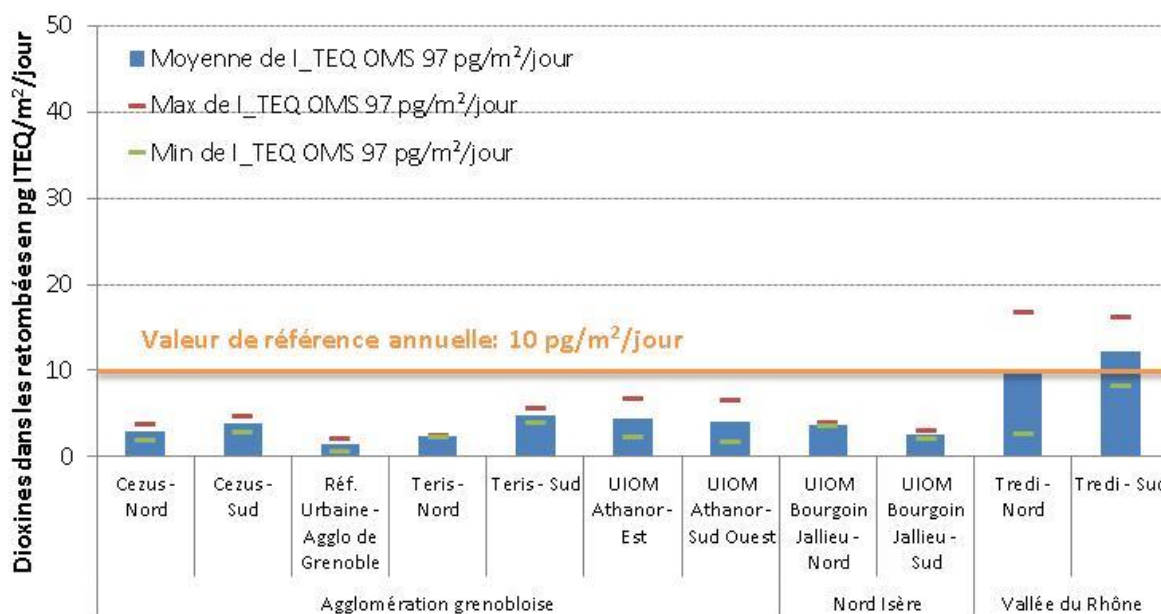 Dioxines dans les retombées en pg ITEQ/m²/jour
50
40
30
20
10
0
Moyenne de I_TEQ OMS 97 pg/m²/jour
Max de I_TEQ OMS 97 pg/m²/jour
Min de I_TEQ OMS 97 pg/m²/jour
Valeur de référence annuelle: 10 pg/m²/jour
Cezus - Nord
Cezus - Sud
Réf. Urbaine - Agglo de Grenoble
Teris - Nord
Teris - Sud
UIOM Athanor - Est
UIOM Athanor - Sud Ouest
UIOM Bourgoin Jallieu - Nord
UIOM Bourgoin Jallieu - Sud
Tredi - Nord
Tredi - Sud
Agglomération grenobloise
Nord Isère
Vallée du Rhône